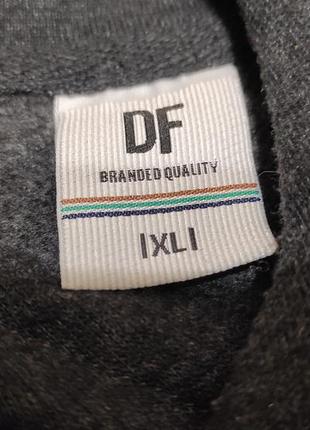 DF
BRANDED QUALITY
|XL|